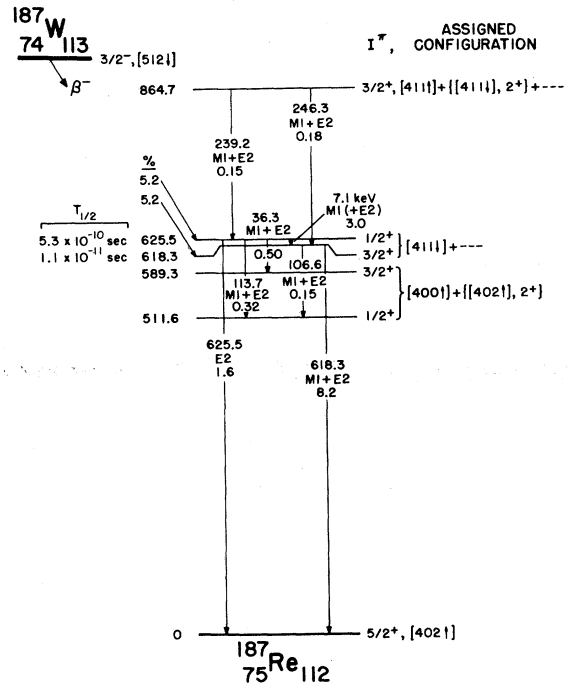 187
W
74 113
3/2⁻, [512↓]
β⁻
I^π, ASSIGNED
CONFIGURATION
864.7
3/2+, [411↑]+{[411↓], 2+}+---
246.3
M1+E2
0.18
239.2
M1+E2
0.15
%
5.2
5.2
7.1 keV
M1(+E2)
3.0
36.3
M1+E2
0.50
T1/2
5.3 x 10⁻¹⁰ sec
1.1 x 10⁻¹¹ sec
625.5
618.3
589.3
511.6
1/2+
3/2+
[411↓]+---
3/2+
1/2+
[400↑]+{[402↑], 2+}
113.7
M1+E2
0.32
106.6
M1+E2
0.15
625.5
E2
1.6
618.3
M1+E2
8.2
0
5/2+, [402↑]
187
Re
75 112